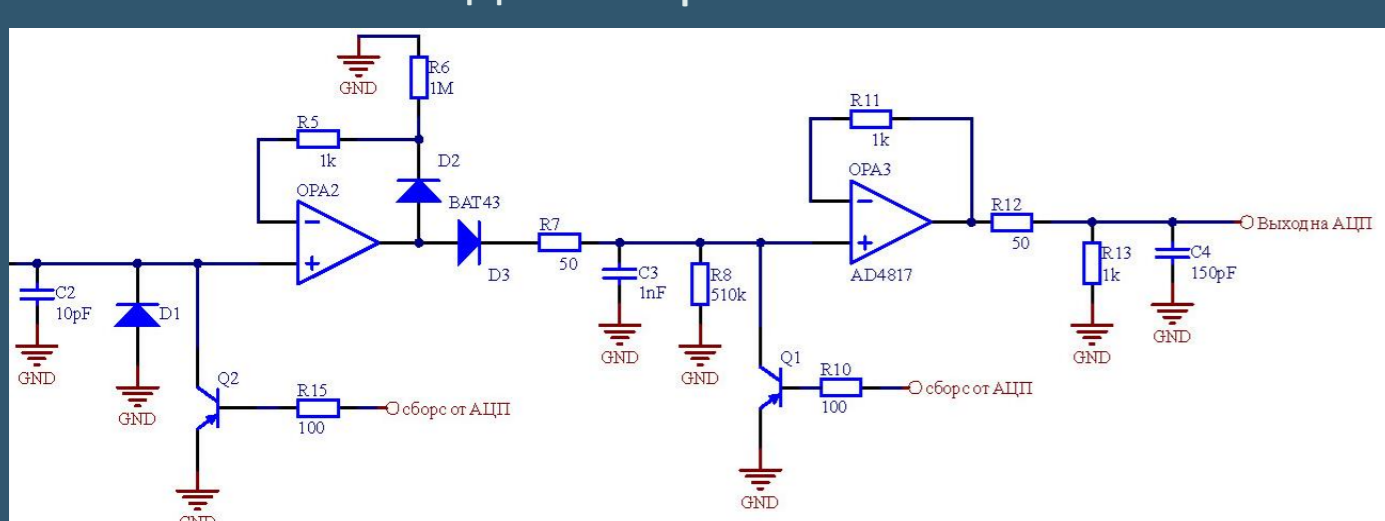 GND
R6
1M
R5
1k
D2
OPA2
BAT43
D3
R7
50
C2
10pF
GND
D1
GND
Q2
R15
100
сборс от АЦП
GND
C3
1nF
GND
R8
510k
GND
Q1
R10
100
сборс от АЦП
GND
R11
1k
OPA3
AD4817
R12
50
R13
1k
GND
C4
150pF
GND
Выход на АЦП